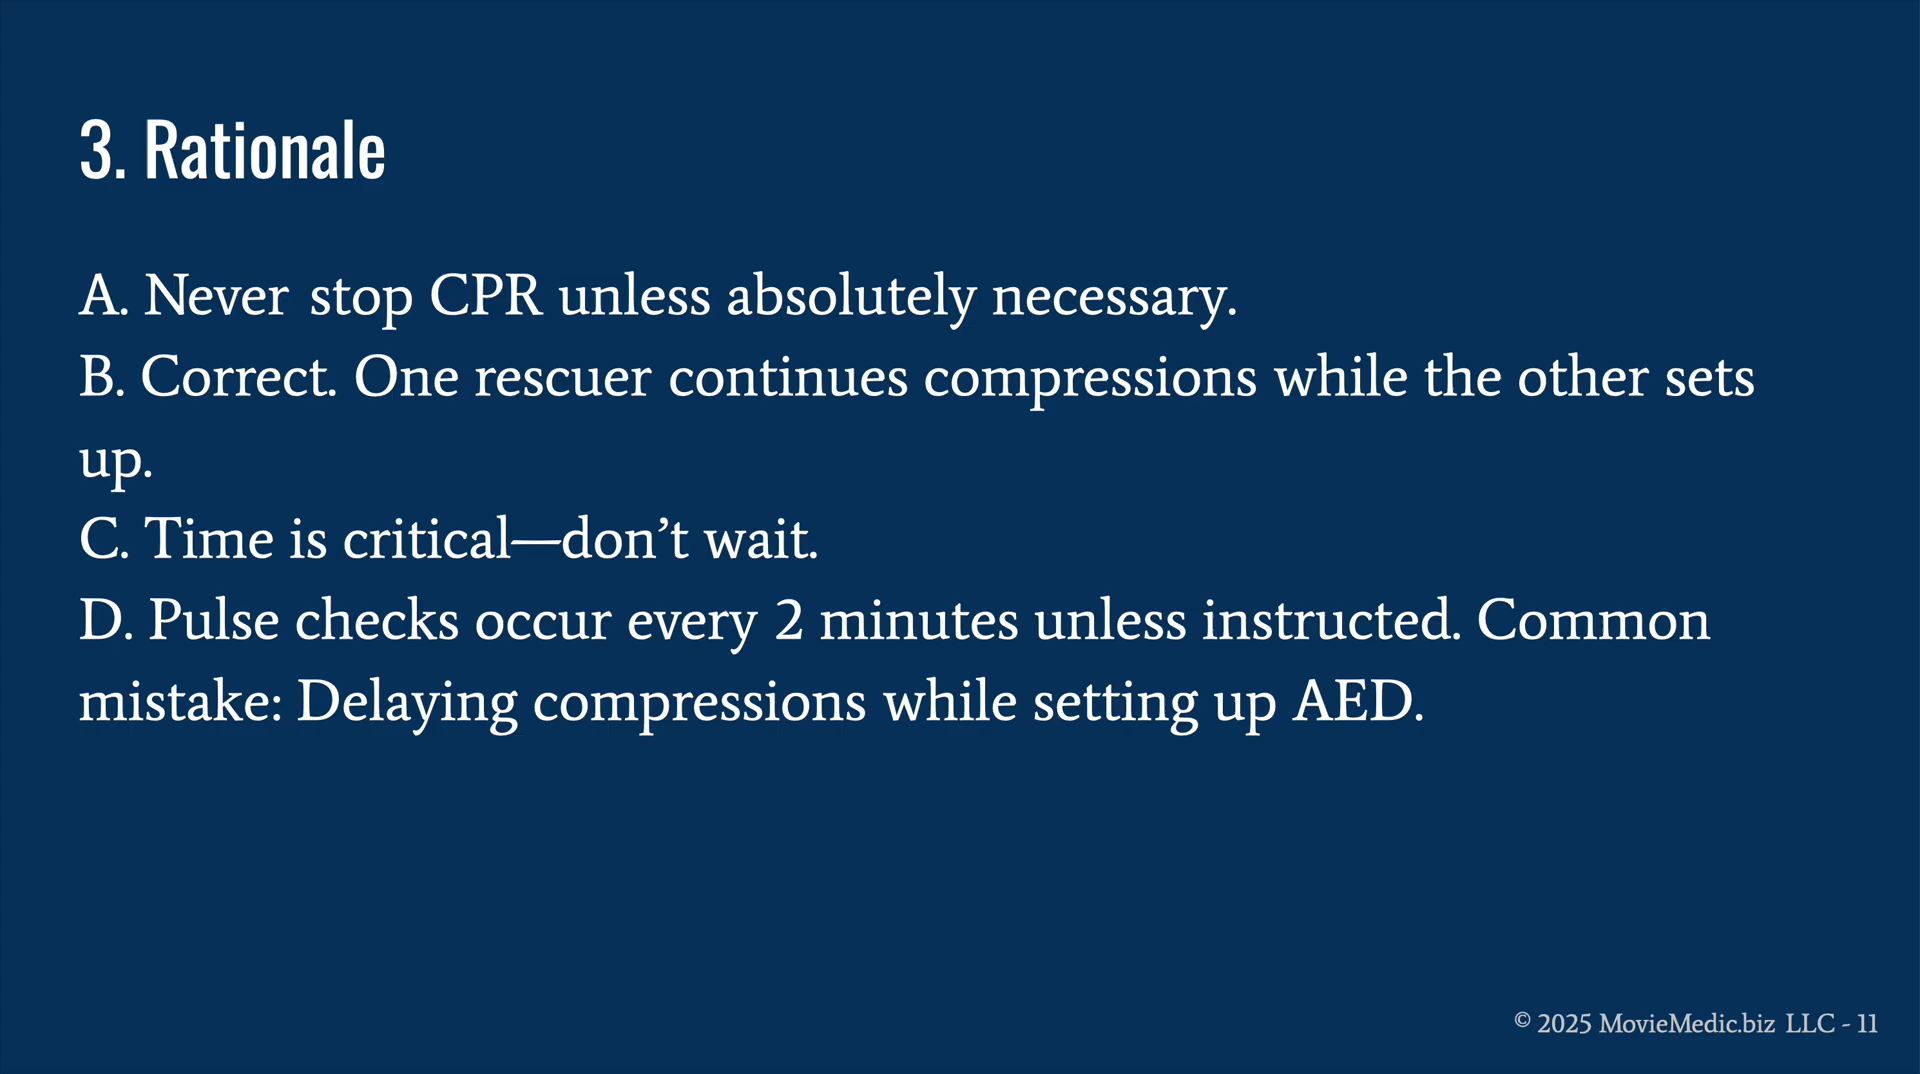 3. Rationale
A. Never stop CPR unless absolutely necessary.
B. Correct. One rescuer continues compressions while the other sets
up.
C. Time is critical—don’t wait.
D. Pulse checks occur every 2 minutes unless instructed. Common
mistake: Delaying compressions while setting up AED.
© 2025 MovieMedic.biz LLC - 11